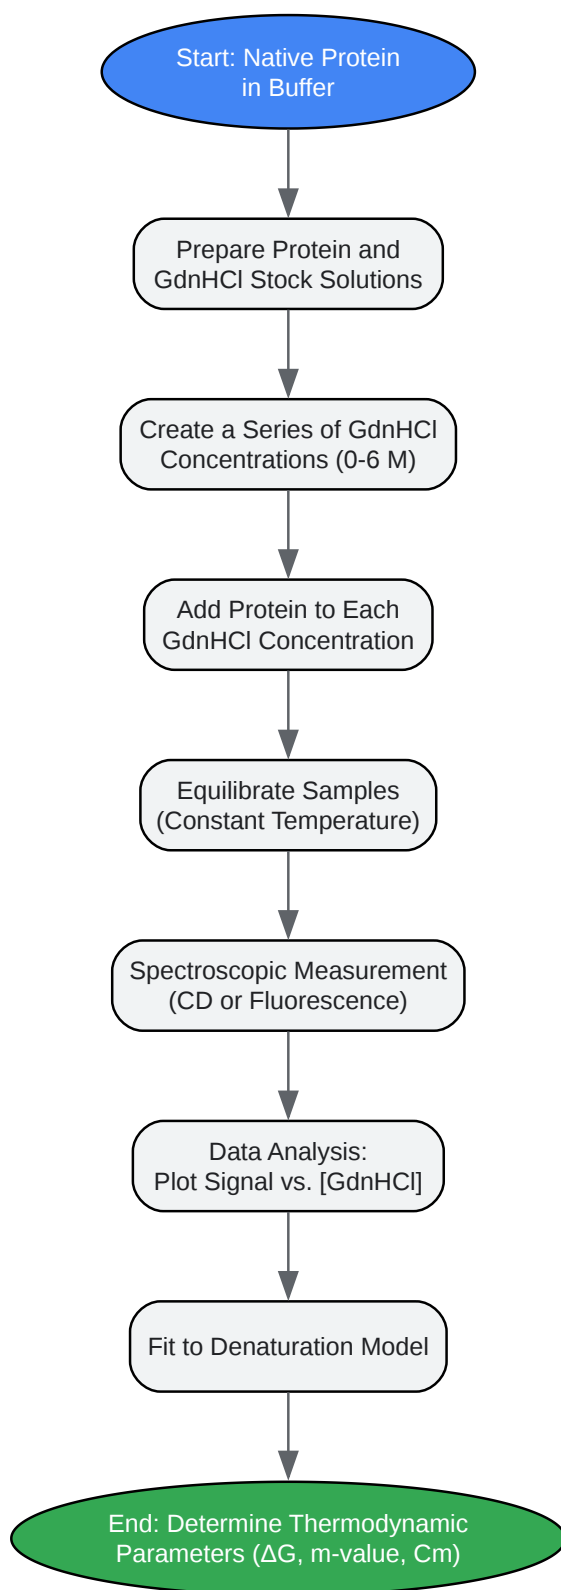 Start: Native Protein
in Buffer
Prepare Protein and
GdnHCl Stock Solutions
Create a Series of GdnHCl
Concentrations (0-6 M)
Add Protein to Each
GdnHCl Concentration
Equilibrate Samples
(Constant Temperature)
Spectroscopic Measurement
(CD or Fluorescence)
Data Analysis:
Plot Signal vs. [GdnHCl]
Fit to Denaturation Model
End: Determine Thermodynamic
Parameters (ΔG, m-value, Cm)